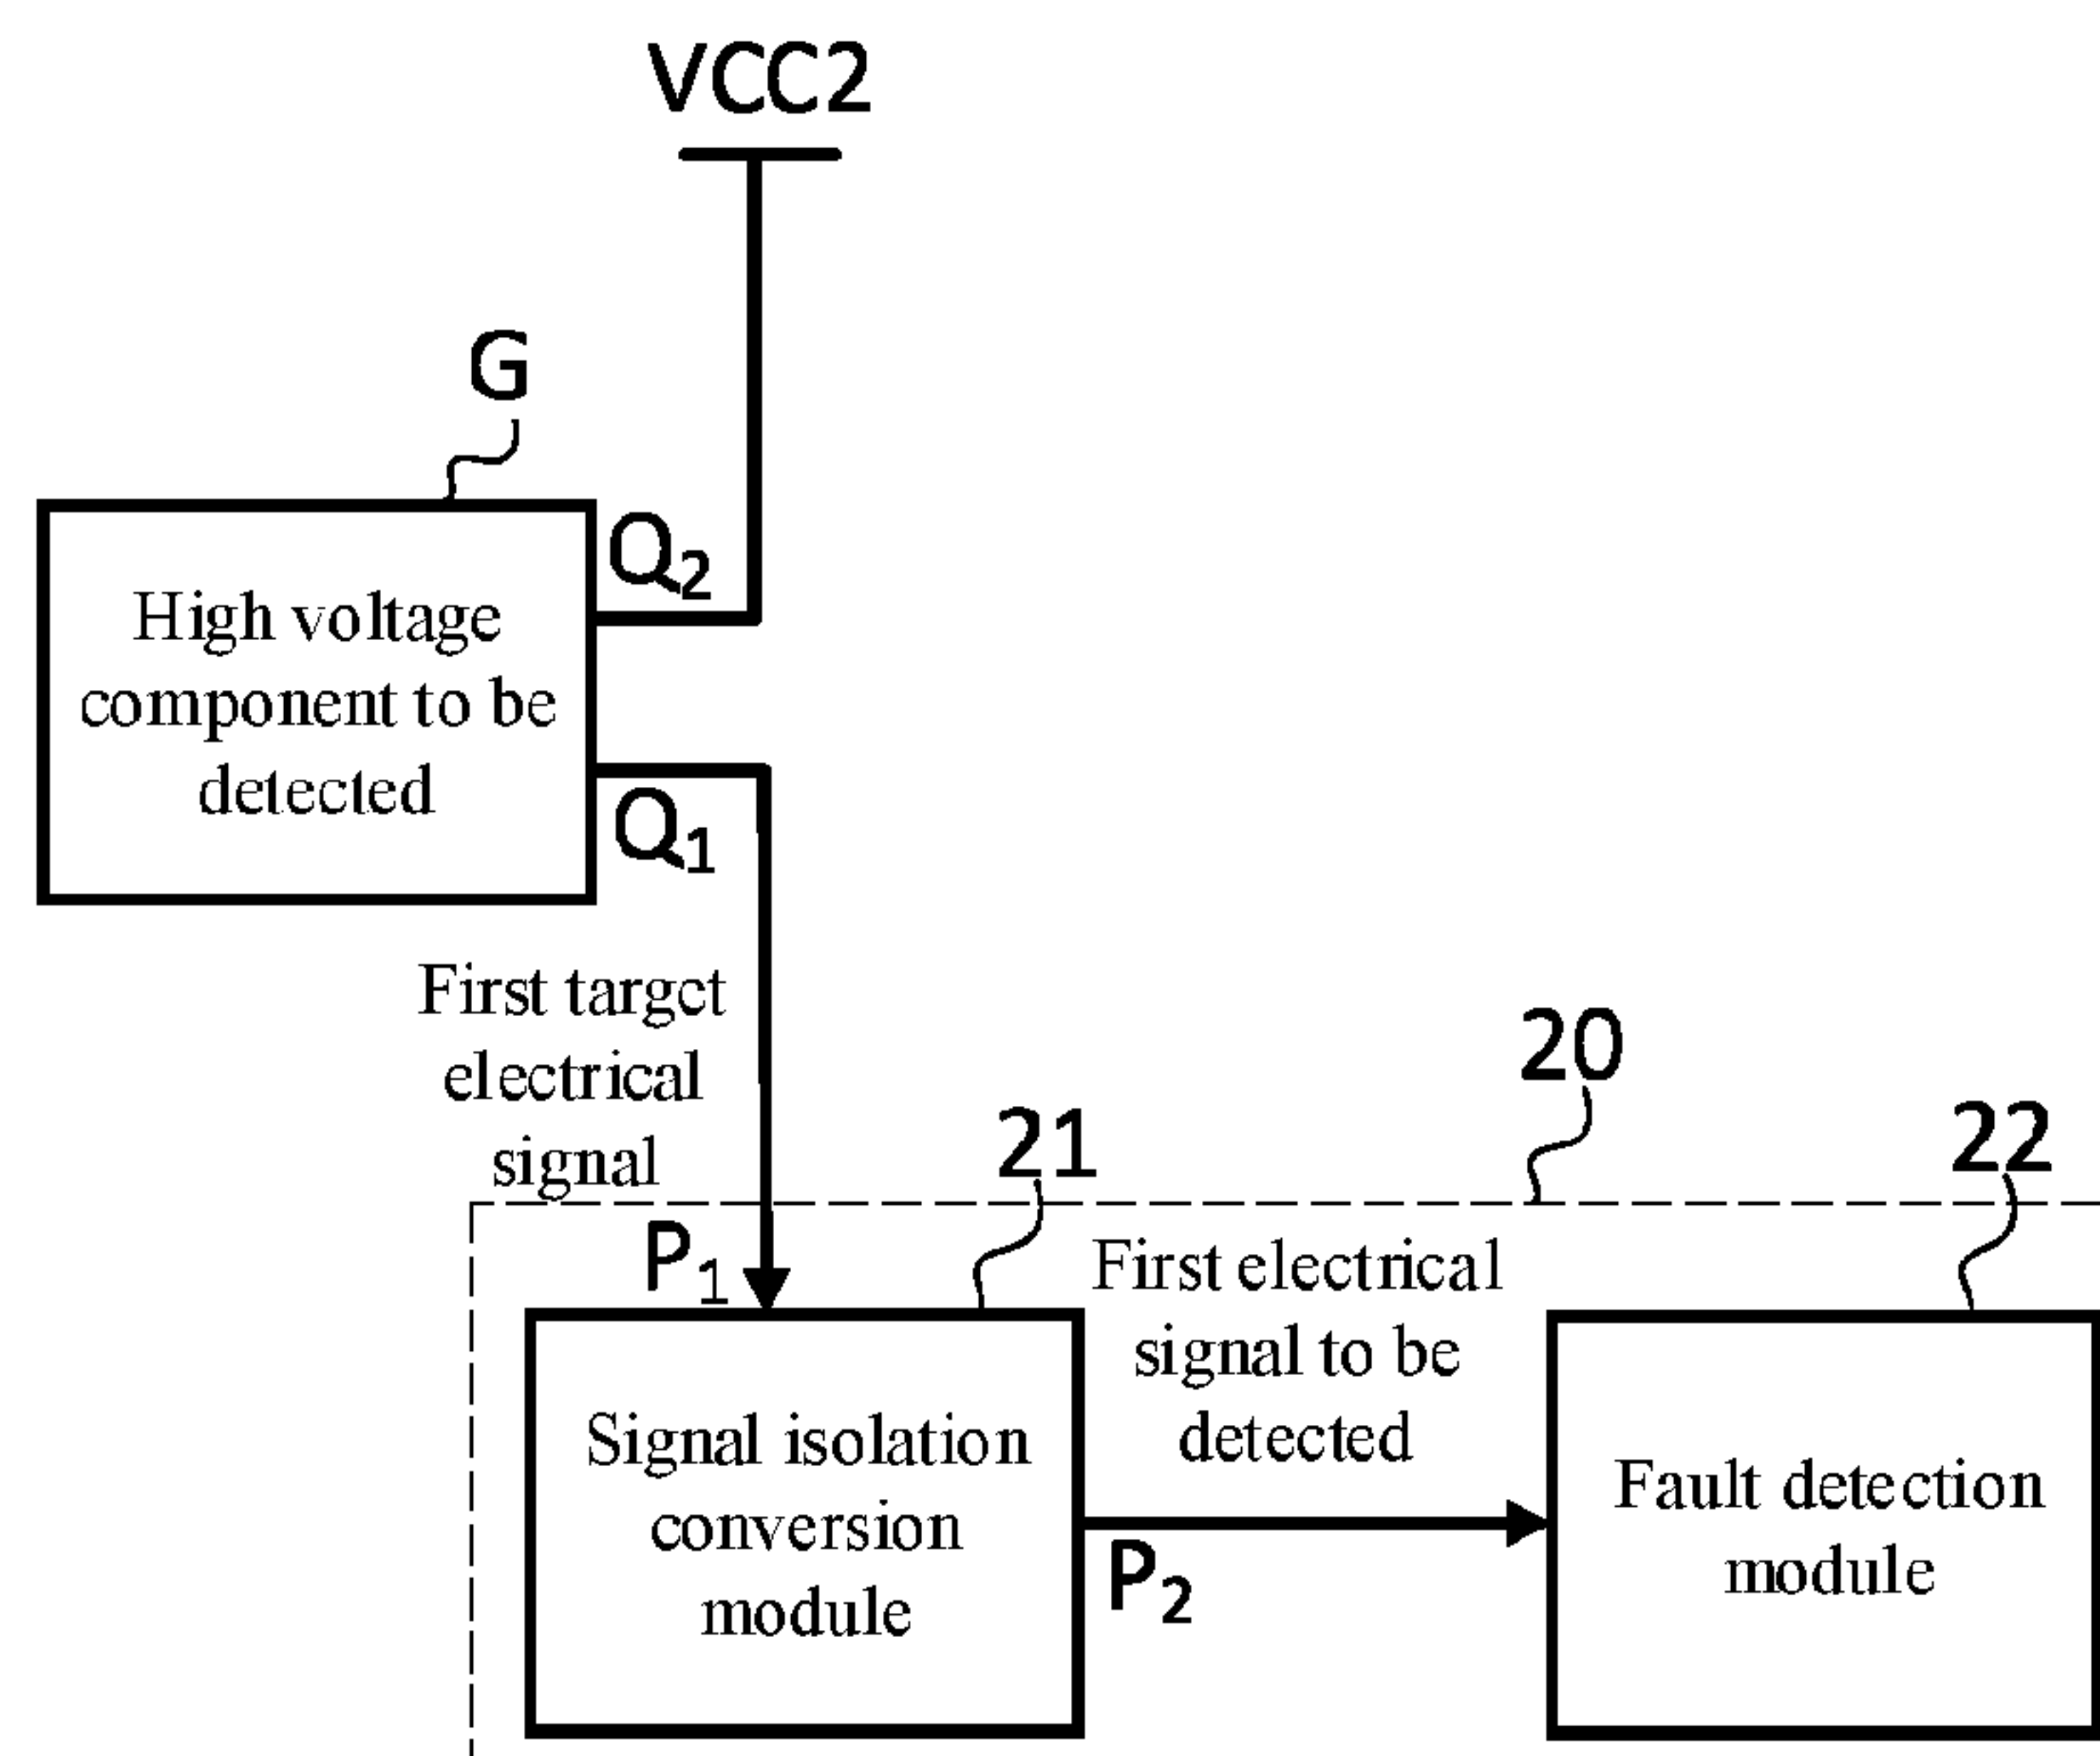 VCC2
G
Q2
High voltage
component to be
detected
Q1
First target
electrical
signal
20
21
22
P1
First electrical
signal to be
detected
Signal isolation
conversion
module
P2
Fault detection
module